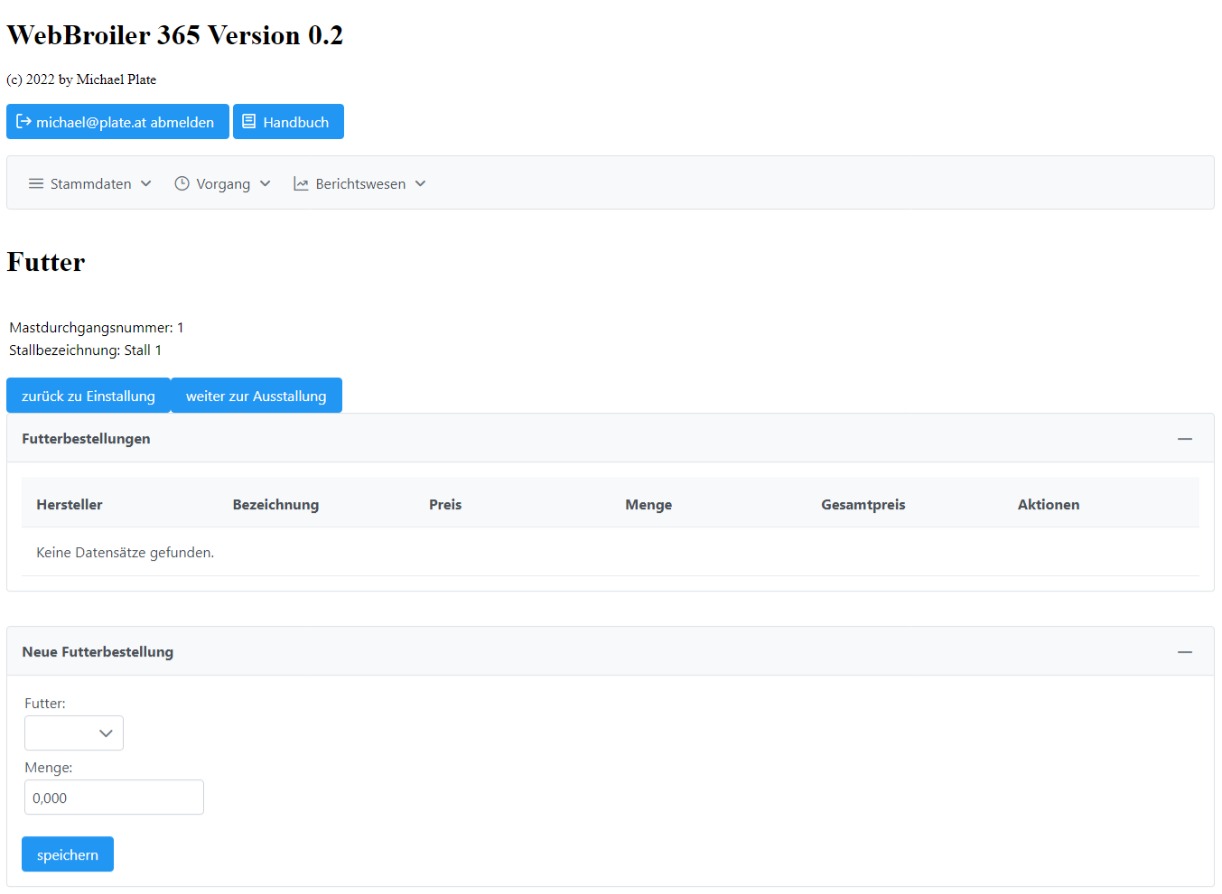 WebBroiler 365 Version 0.2
(c) 2022 by Michael Plate
michael@plate.at abmelden Handbuch
Stammdaten Vorgang Berichtswesen
Futter
Mastdurchgangsnummer: 1
Stallbezeichnung: Stall 1
zurück zu Einstallung weiter zur Ausstallung
Futterbestellungen
Hersteller Bezeichnung Preis Menge Gesamtpreis Aktionen
Keine Datensätze gefunden.
Neue Futterbestellung
Futter:
Menge:
0,000
speichern